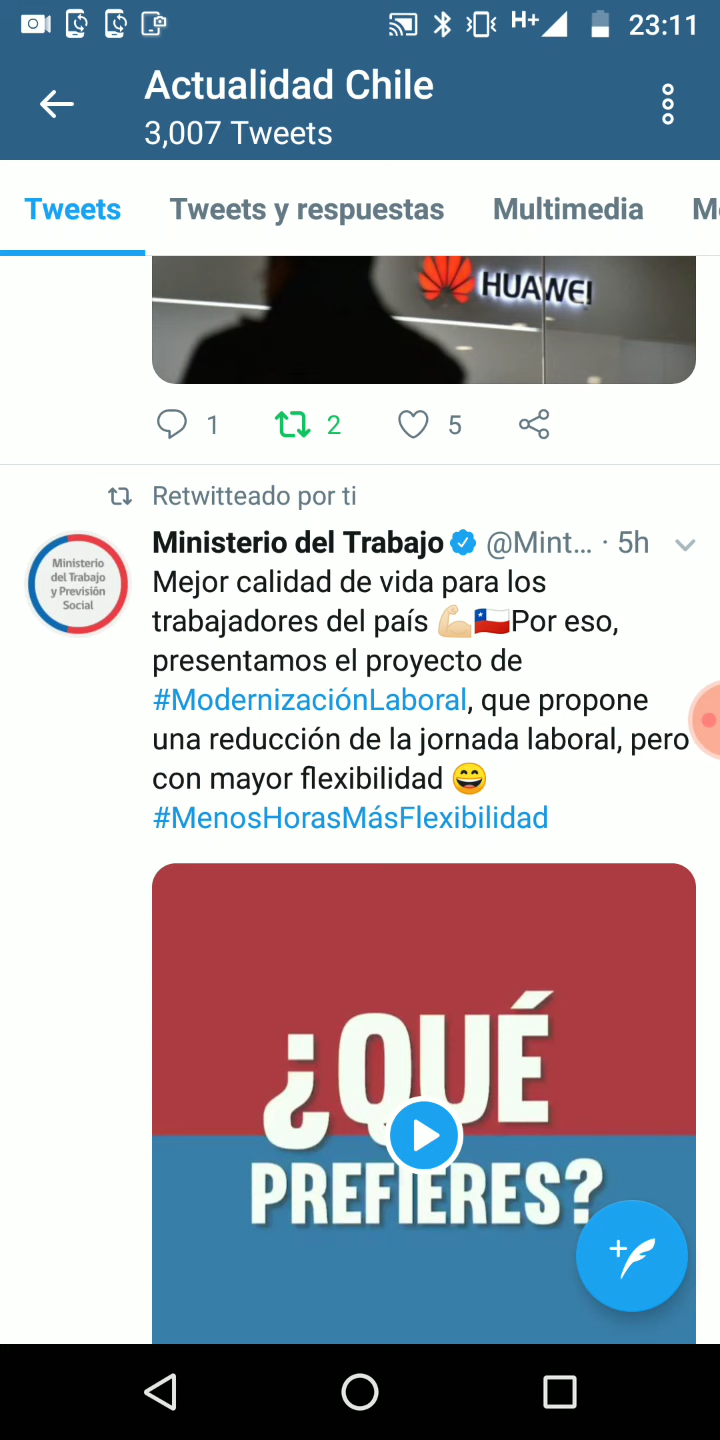 H+ 23:11
Actualidad Chile
3,007 Tweets
Tweets Tweets y respuestas Multimedia
HUAWEI
1 2 5
Retwitteado por ti
Ministerio del Trabajo @Mint... · 5h
Ministerio
del Trabajo
y Previsión
Social
Mejor calidad de vida para los
trabajadores del país 💪🏼🇨🇱Por eso,
presentamos el proyecto de
#ModernizaciónLaboral, que propone
una reducción de la jornada laboral, pero
con mayor flexibilidad 😄
#MenosHorasMásFlexibilidad
¿QUÉ
PREFIERES?